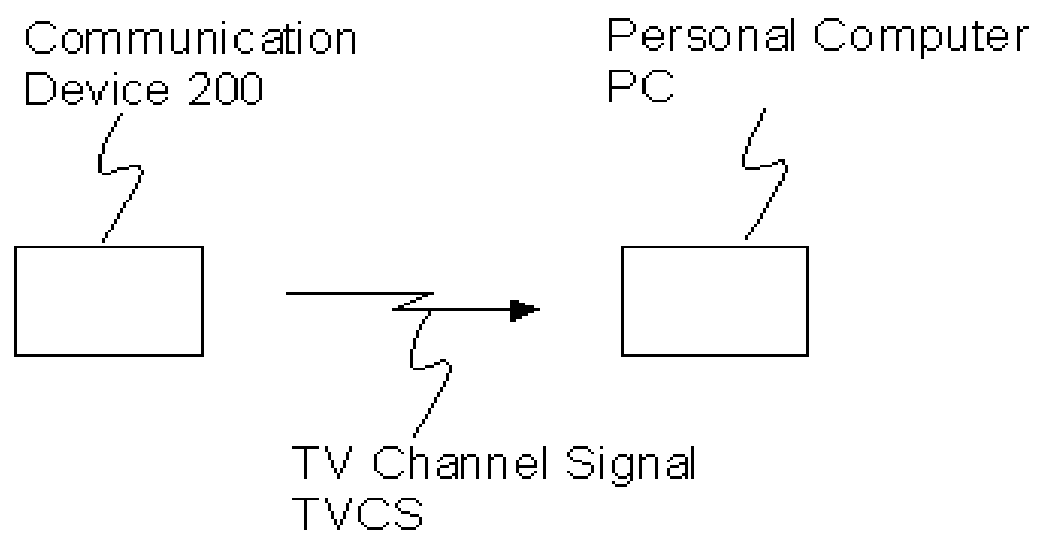 Communication
Device 200
Personal Computer
PC
TV Channel Signal
TVCS